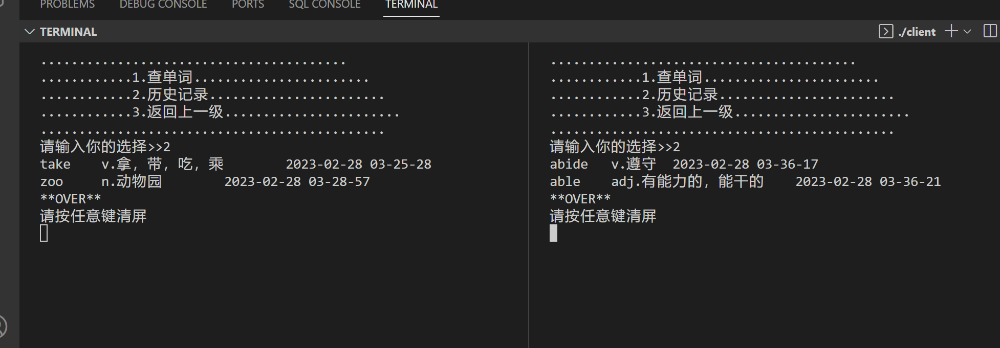 PROBLEMS DEBUG CONSOLE PORTS SQL CONSOLE TERMINAL
TERMINAL
./client
........................................
............1.查单词.......................
............2.历史记录.......................
............3.返回上一级.......................
.............................................
请输入你的选择>>2
take v.拿，带，吃，乘 2023-02-28 03-25-28
zoo n.动物园 2023-02-28 03-28-57
**OVER**
请按任意键清屏
........................................
............1.查单词.......................
............2.历史记录.......................
............3.返回上一级.......................
.............................................
请输入你的选择>>2
abide v.遵守 2023-02-28 03-36-17
able adj.有能力的，能干的 2023-02-28 03-36-21
**OVER**
请按任意键清屏